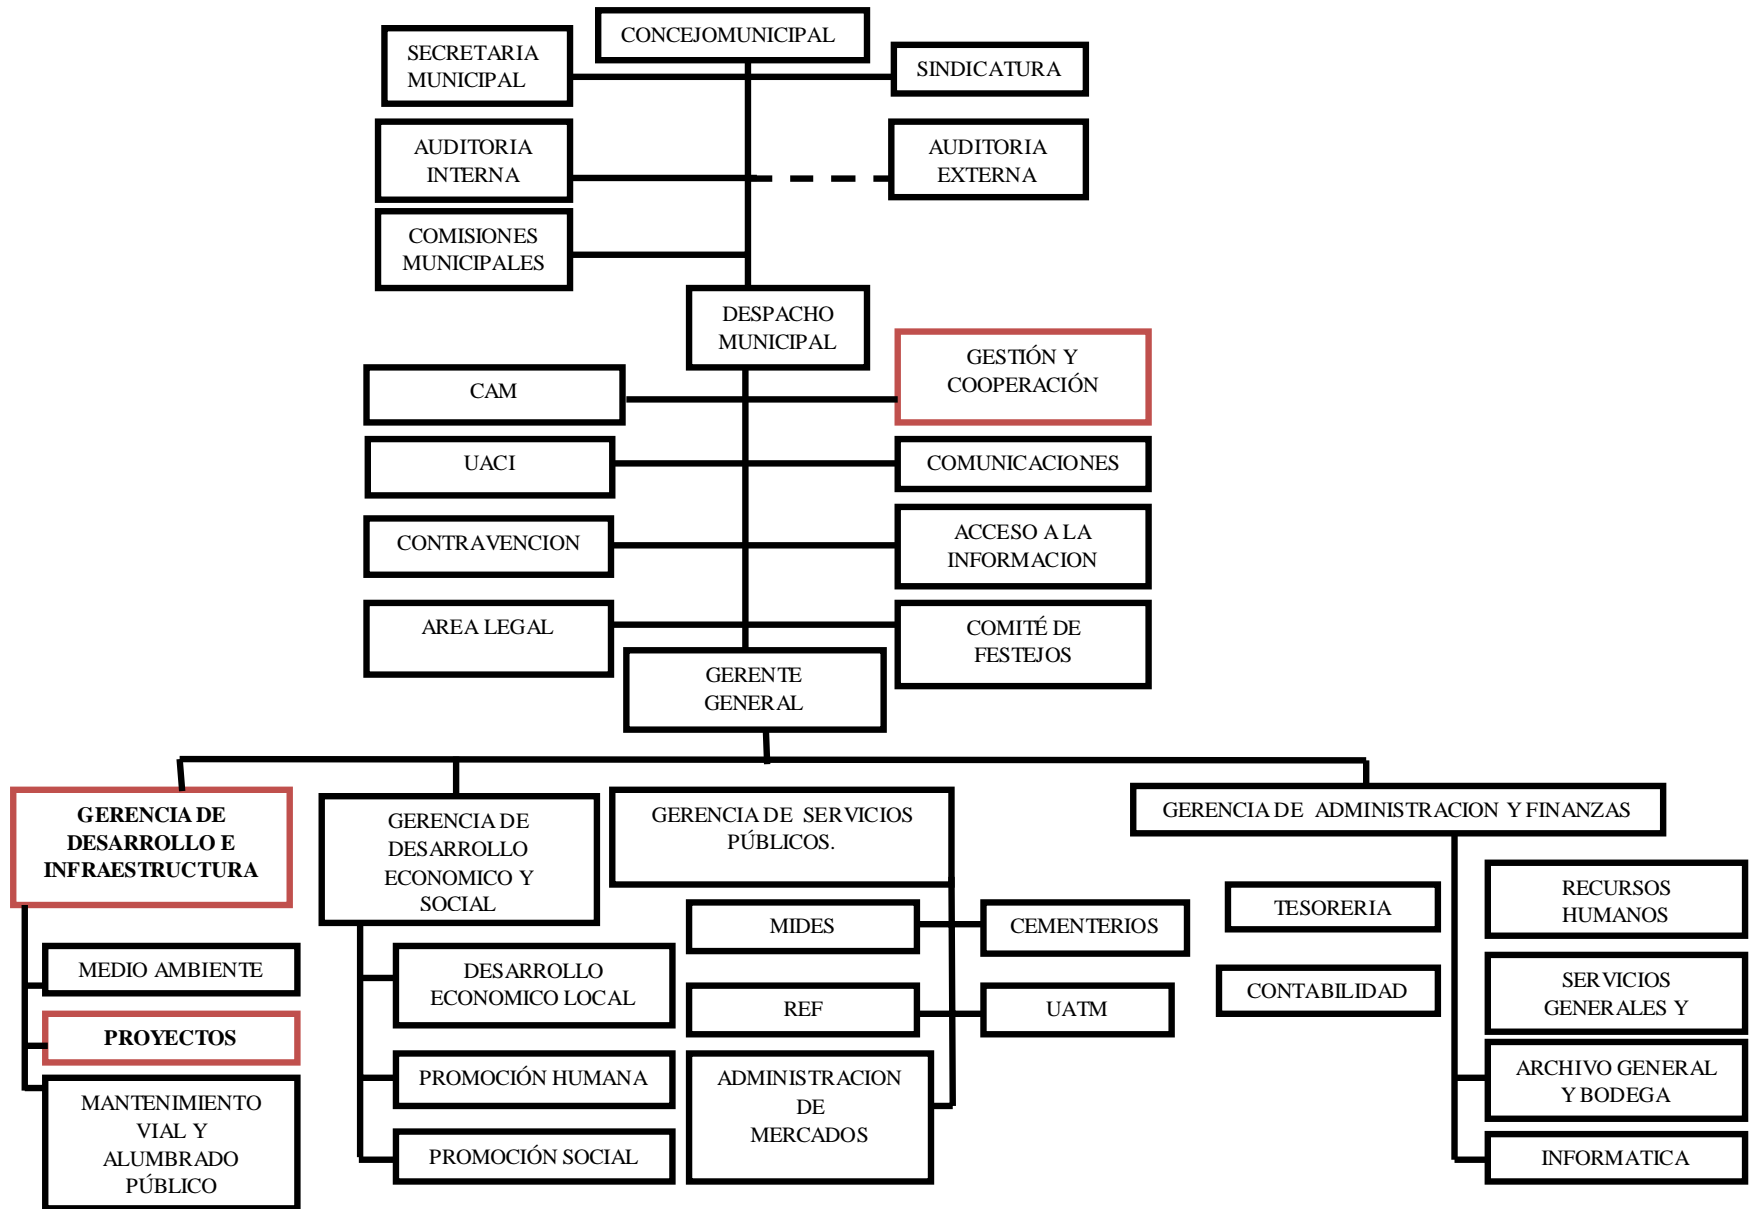 CONCEJOMUNICIPAL
SECRETARIA
MUNICIPAL
SINDICATURA
AUDITORIA
INTERNA
AUDITORIA
EXTERNA
COMISIONES
MUNICIPALES
DESPACHO
MUNICIPAL
GESTIÓN Y
COOPERACIÓN
CAM
UACI
COMUNICACIONES
CONTRAVENCION
ACCESO A LA
INFORMACION
AREA LEGAL
COMITÉ DE
FESTEJOS
GERENTE
GENERAL
GERENCIA DE
DESARROLLO E
INFRAESTRUCTURA
MEDIO AMBIENTE
PROYECTOS
MANTENIMIENTO
VIAL Y
ALUMBRADO
PÚBLICO
GERENCIA DE
DESARROLLO
ECONOMICO Y
SOCIAL
DESARROLLO
ECONOMICO LOCAL
PROMOCIÓN HUMANA
PROMOCIÓN SOCIAL
GERENCIA DE SERVICIOS
PÚBLICOS.
MIDES
CEMENTERIOS
REF
UATM
ADMINISTRACION
DE
MERCADOS
GERENCIA DE ADMINISTRACION Y FINANZAS
TESORERIA
CONTABILIDAD
RECURSOS
HUMANOS
SERVICIOS
GENERALES Y
ARCHIVO GENERAL
Y BODEGA
INFORMATICA